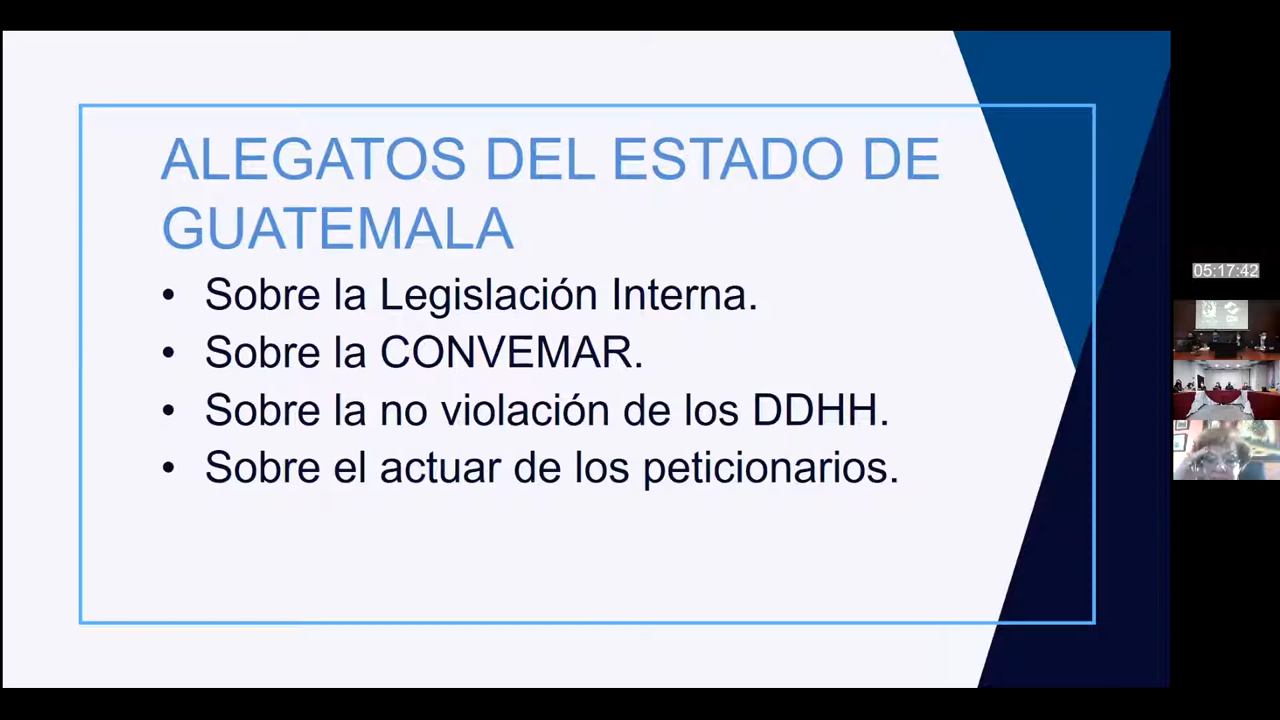 ALEGATOS DEL ESTADO DE
GUATEMALA
• Sobre la Legislación Interna.
• Sobre la CONVEMAR.
• Sobre la no violación de los DDHH.
• Sobre el actuar de los peticionarios.
05:17:42